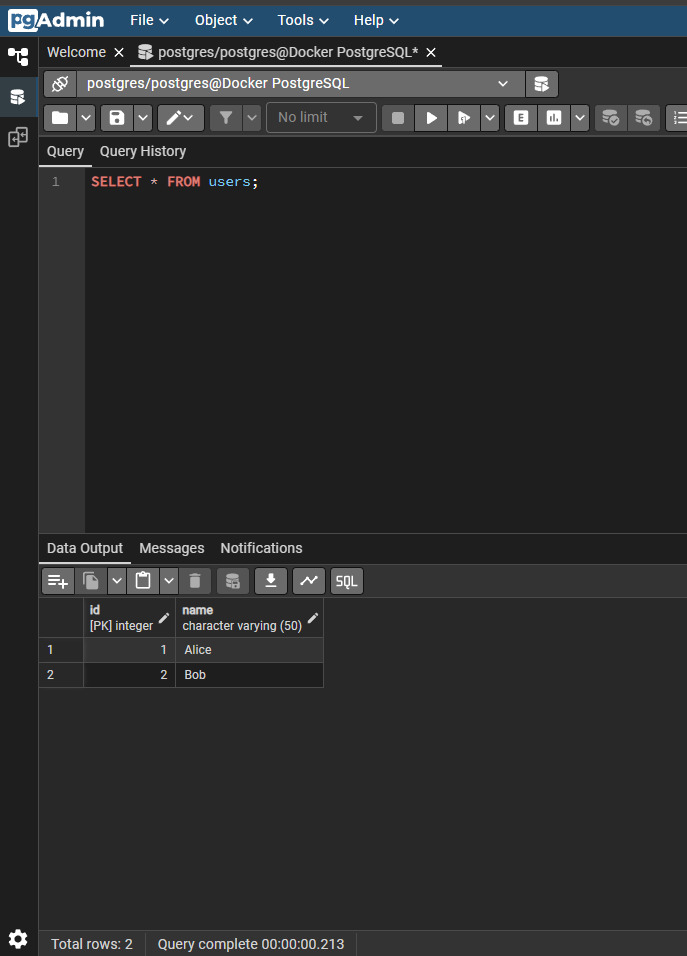 pgAdmin File Object Tools Help
Welcome postgres/postgres@Docker PostgreSQL*
postgres/postgres@Docker PostgreSQL
No limit E
Query Query History
1 SELECT * FROM users;
Data Output Messages Notifications
SQL
id name
[PK] integer character varying (50)
1 1 Alice
2 2 Bob
Total rows: 2 Query complete 00:00:00.213